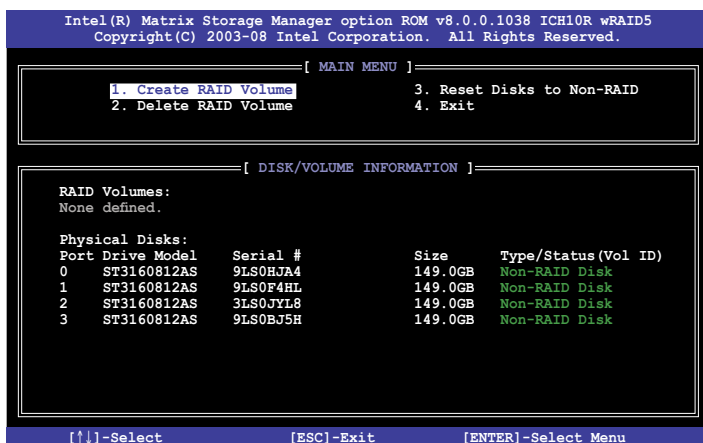 Intel(R) Matrix Storage Manager option ROM v8.0.0.1038 ICH10R wRAID5
Copyright(C) 2003-08 Intel Corporation. All Rights Reserved.
[ MAIN MENU ]
1. Create RAID Volume 3. Reset Disks to Non-RAID
2. Delete RAID Volume 4. Exit
[ DISK/VOLUME INFORMATION ]
RAID Volumes:
None defined.
Physical Disks:
Port Drive Model Serial # Size Type/Status(Vol ID)
0 ST3160812AS 9LS0HJA4 149.0GB Non-RAID Disk
1 ST3160812AS 9LS0F4HL 149.0GB Non-RAID Disk
2 ST3160812AS 3LS0JYL8 149.0GB Non-RAID Disk
3 ST3160812AS 9LS0BJ5H 149.0GB Non-RAID Disk
[↑↓]-Select [ESC]-Exit [ENTER]-Select Menu